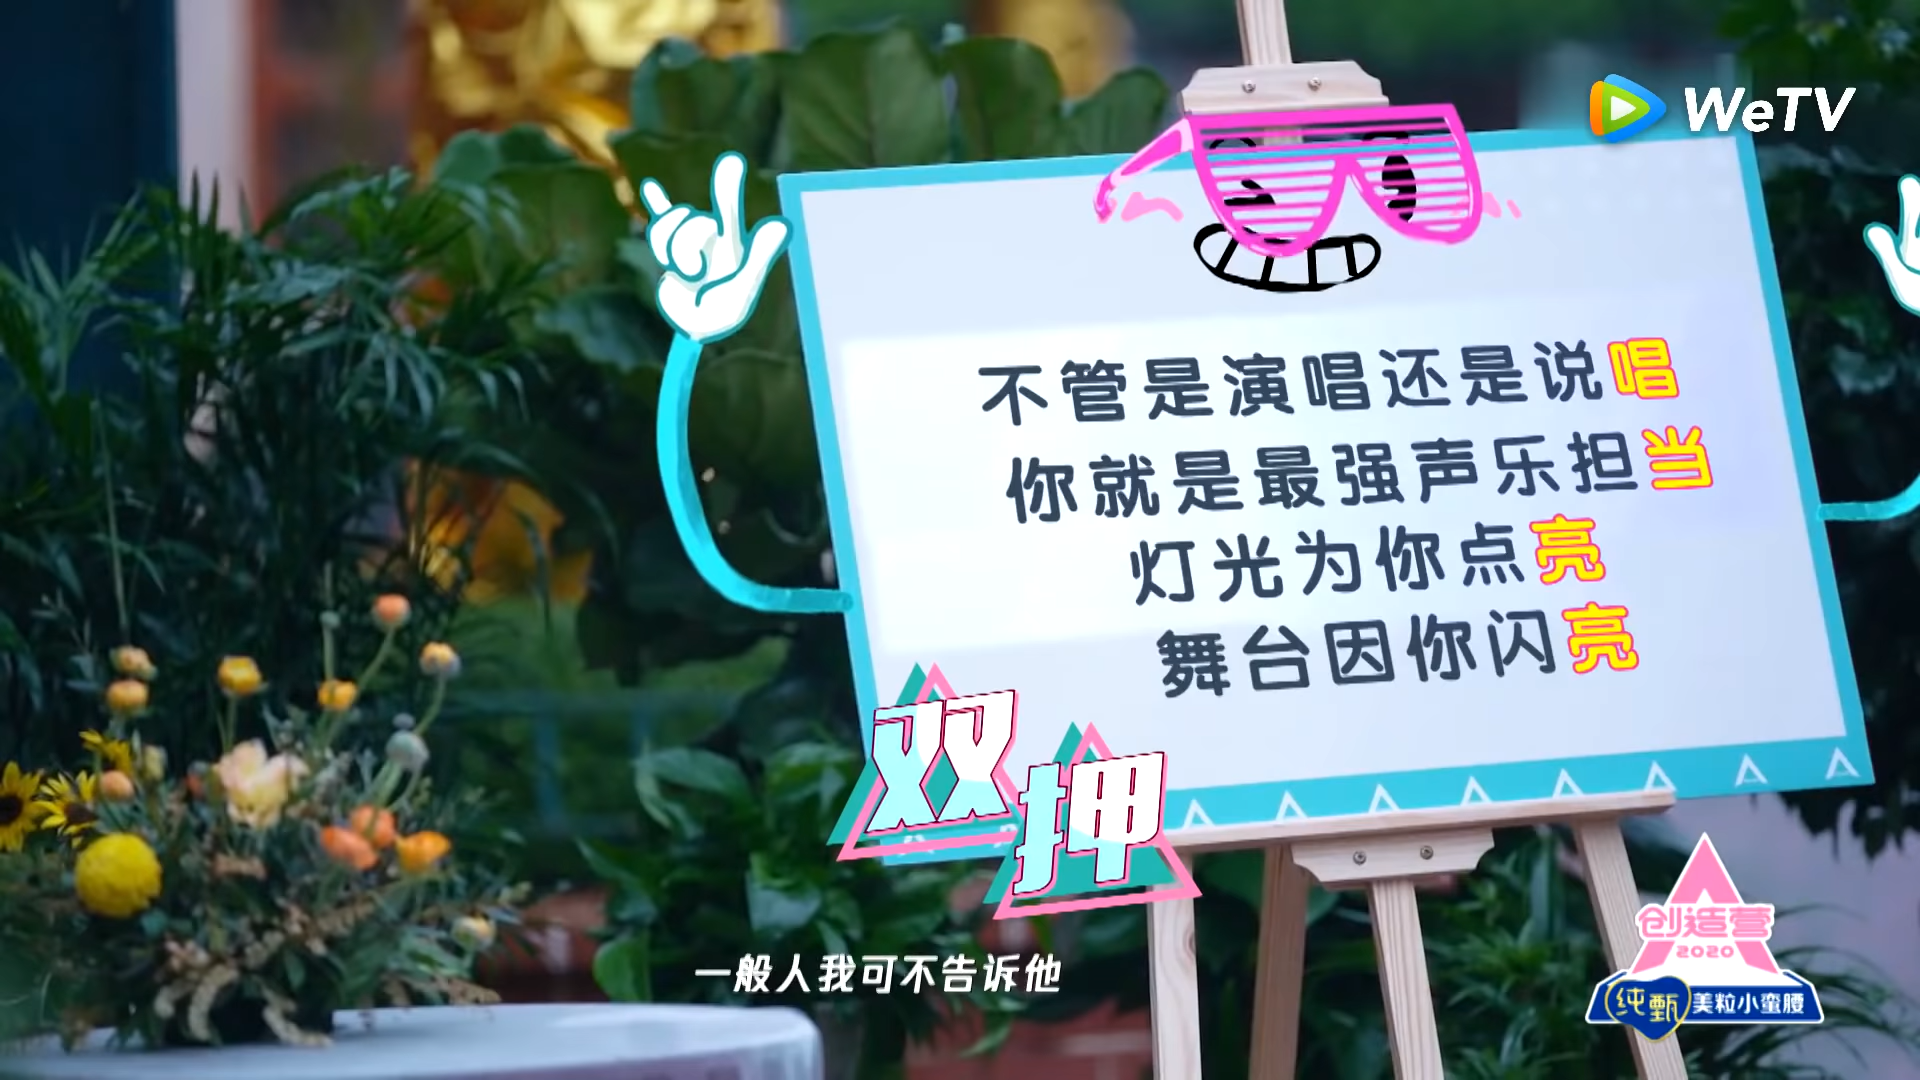 WeTV
不管是演唱还是说唱
你就是最强声乐担当
灯光为你点亮
舞台因你闪亮
双押
一般人我可不告诉他
创造营
2020
纯甄 美粒小蛮腰